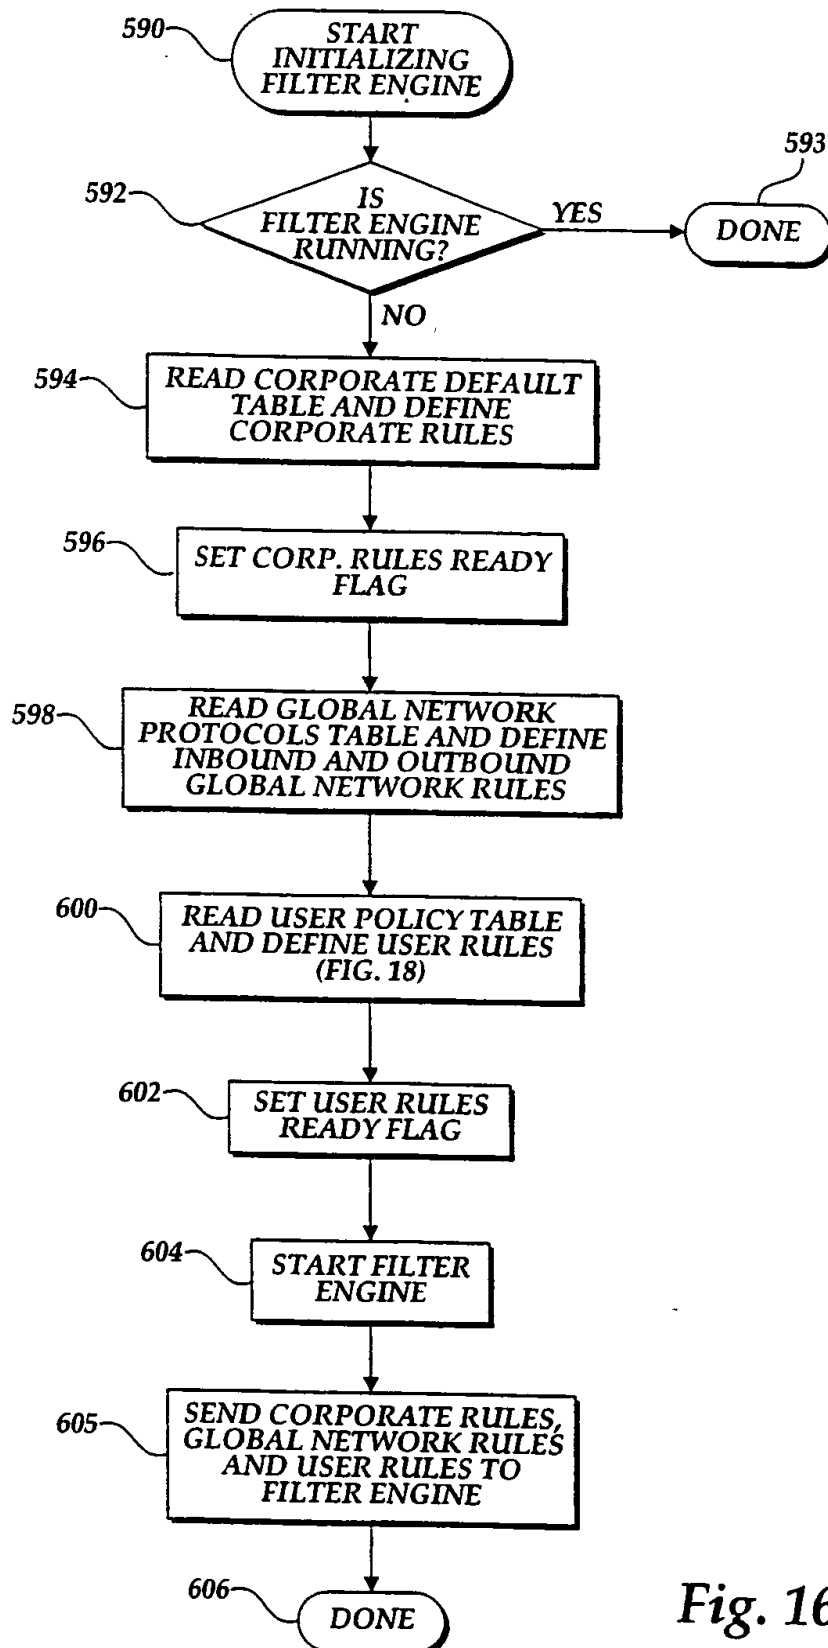 590
START
INITIALIZING
FILTER ENGINE
592
IS
FILTER ENGINE
RUNNING?
YES
593
DONE
NO
594
READ CORPORATE DEFAULT
TABLE AND DEFINE
CORPORATE RULES
596
SET CORP. RULES READY
FLAG
598
READ GLOBAL NETWORK
PROTOCOLS TABLE AND DEFINE
INBOUND AND OUTBOUND
GLOBAL NETWORK RULES
600
READ USER POLICY TABLE
AND DEFINE USER RULES
(FIG. 18)
602
SET USER RULES
READY FLAG
604
START FILTER
ENGINE
605
SEND CORPORATE RULES,
GLOBAL NETWORK RULES
AND USER RULES TO
FILTER ENGINE
606
DONE
Fig. 16